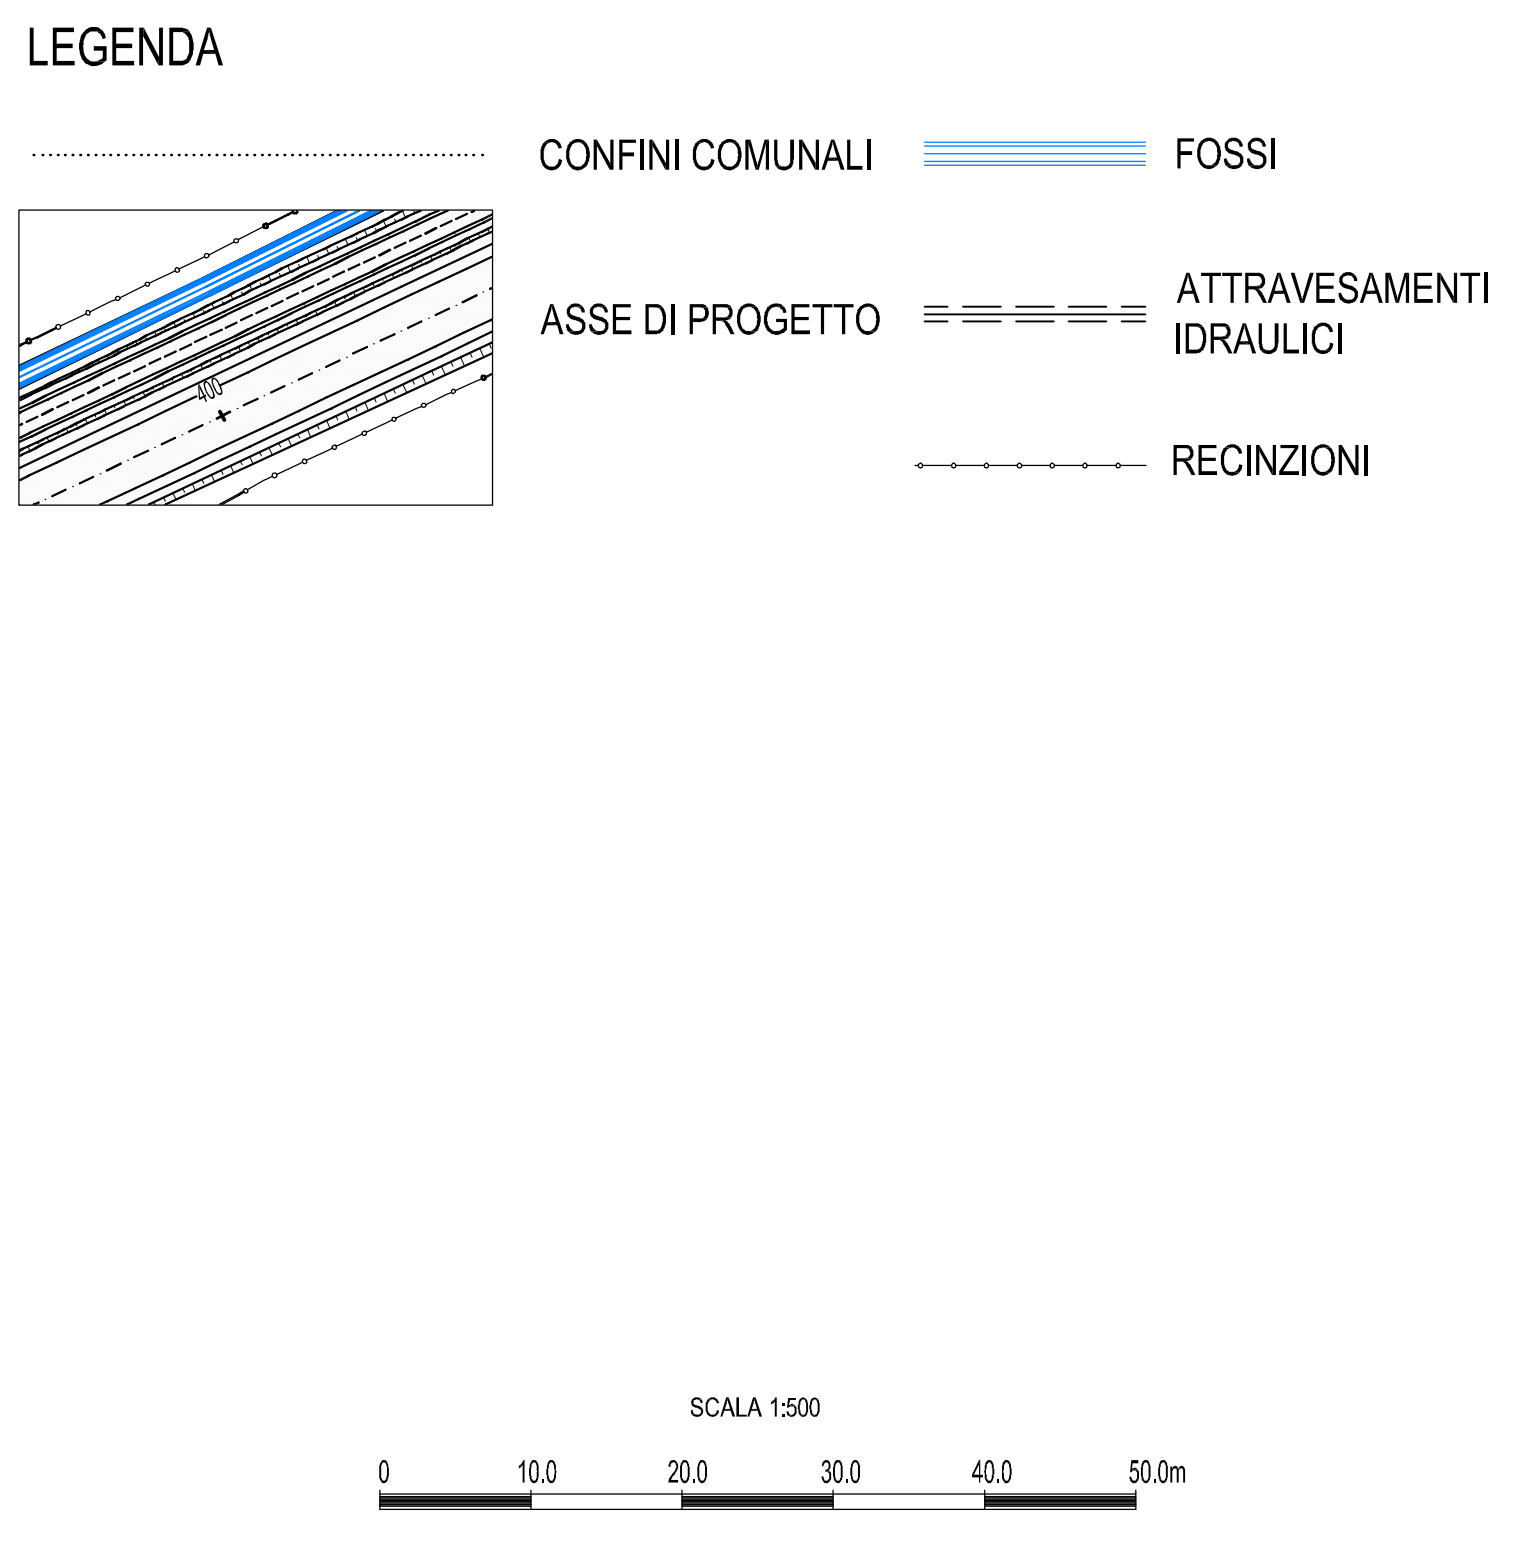 LEGENDA
CONFINI COMUNALI
FOSSI
400
ASSE DI PROGETTO
ATTRAVESAMENTI
IDRAULICI
RECINZIONI
SCALA 1:500
0 10.0 20.0 30.0 40.0 50.0m